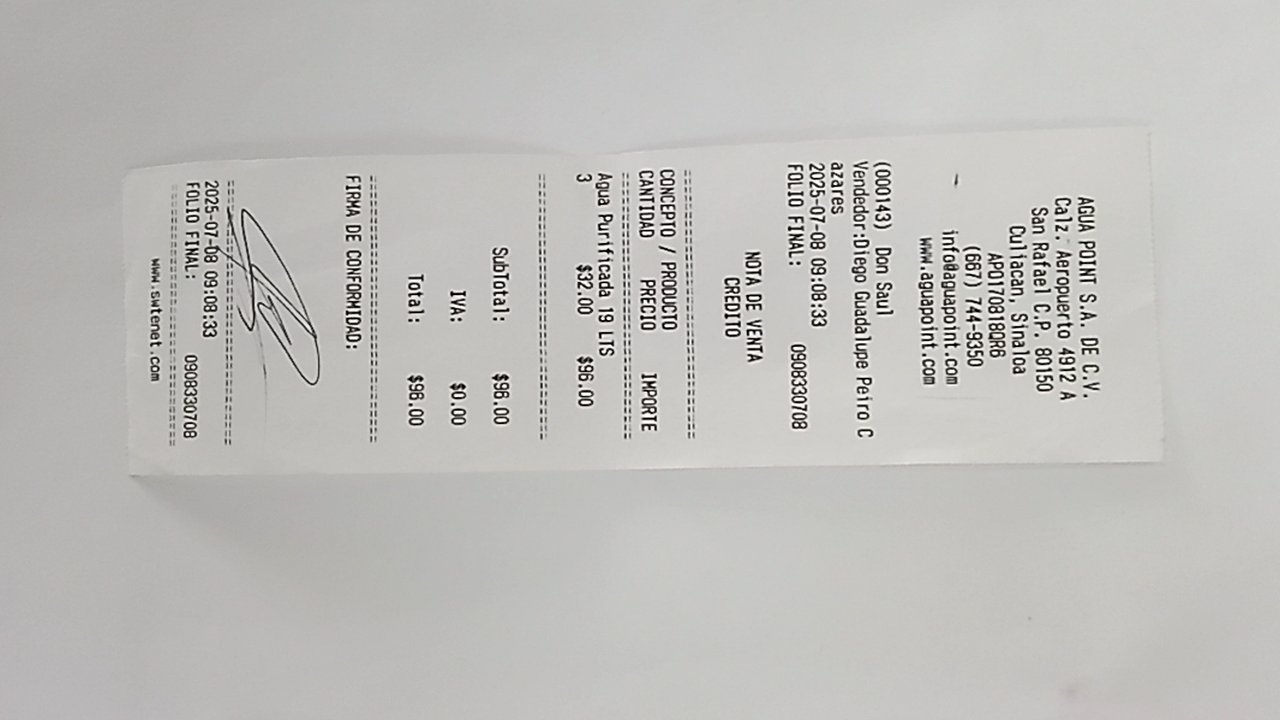 AGUA POINT S.A. DE C.V.
Calz. Aeropuerto 4912 A
San Rafael C.P. 80150
Culiacan, Sinaloa
APO170818QR6
(667) 744-9350
info@aguapoint.com
www.aguapoint.com
(000143) Don Saul
Vendedor:Diego Guadalupe Peiro C
azares
2025-07-08 09:08:33
FOLIO FINAL: 0908330708
NOTA DE VENTA
CREDITO
================================
CONCEPTO / PRODUCTO
CANTIDAD PRECIO IMPORTE
================================
Agua Purificada 19 LTS
3 $32.00 $96.00
================================
SubTotal: $96.00
IVA: $0.00
Total: $96.00
================================
FIRMA DE CONFORMIDAD:
================================
2025-07-08 09:08:33
FOLIO FINAL: 0908330708
================================
www.swtenet.com